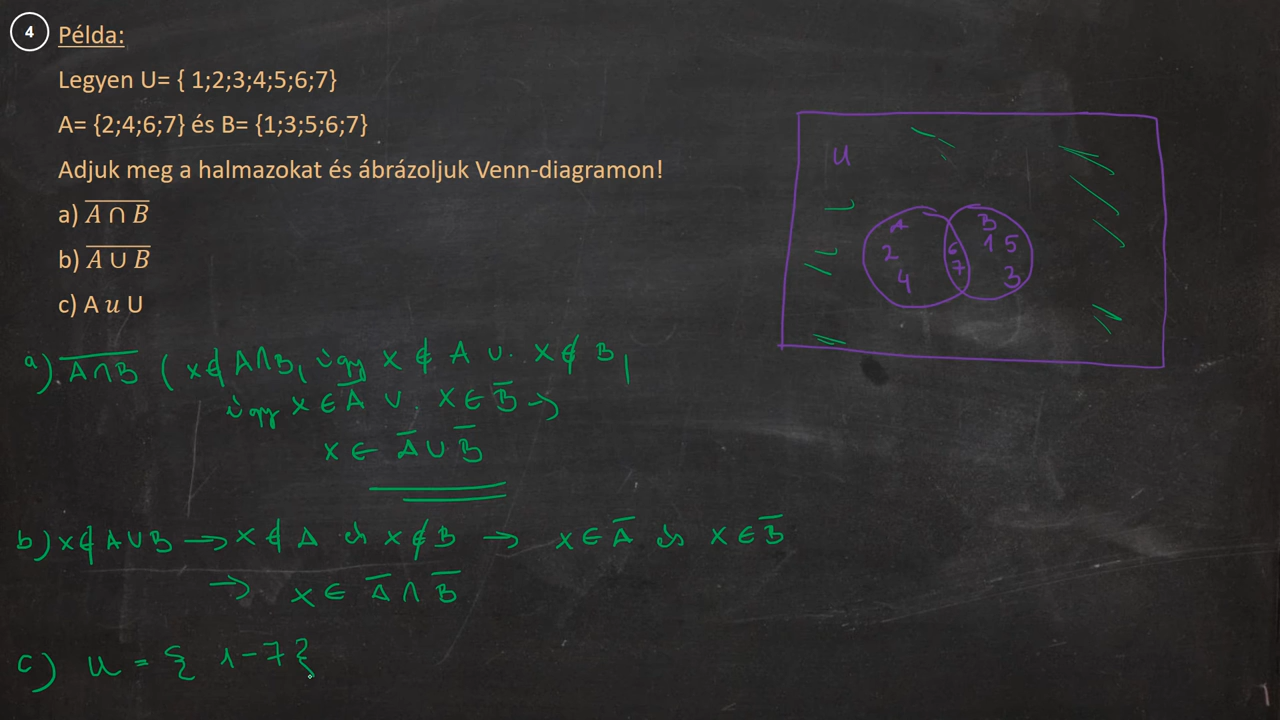 4 Példa:
Legyen U= { 1;2;3;4;5;6;7}
A= {2;4;6;7} és B= {1;3;5;6;7}
Adjuk meg a halmazokat és ábrázoljuk Venn-diagramon!
a) A̅ ̅∩̅ ̅B̅
b) A̅ ̅∪̅ ̅B̅
c) A u U
U
A B
2 6 1 5
4 7 3
a) A̅∩̅B̅ ( x∉ A∩B, úgy x ∉ A v. x ∉ B,
úgy x ∈ A̅ v. x ∈ B̅ →
x ∈ A̅ ∪ B̅
b) x∉ A∪B → x ∉ A és x ∉ B → x ∈ A̅ és x ∈ B̅
→ x ∈ A̅ ∩ B̅
c) U = { 1-7}